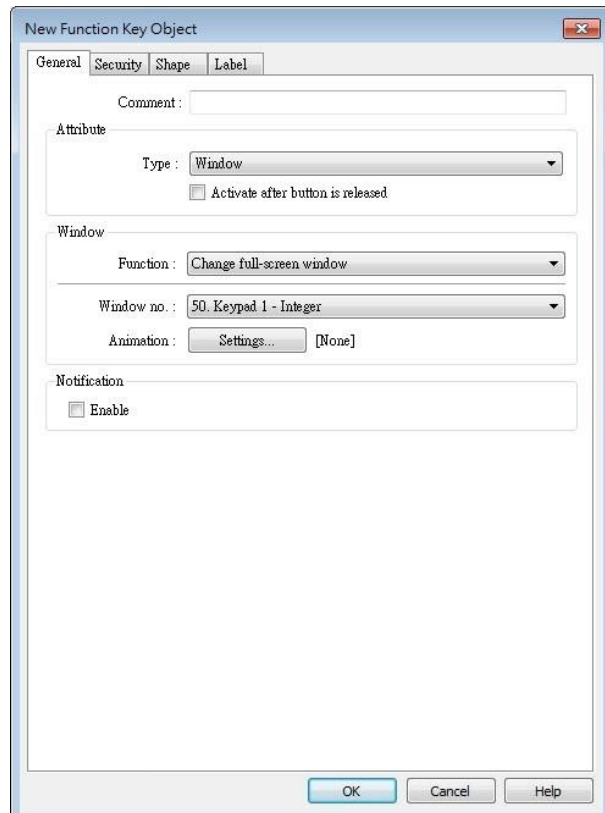 New Function Key Object
General Security Shape Label
Comment :
Attribute
Type : Window
Activate after button is released
Window
Function : Change full-screen window
Window no. : 50. Keypad 1 - Integer
Animation : Settings... [None]
Notification
Enable
OK Cancel Help